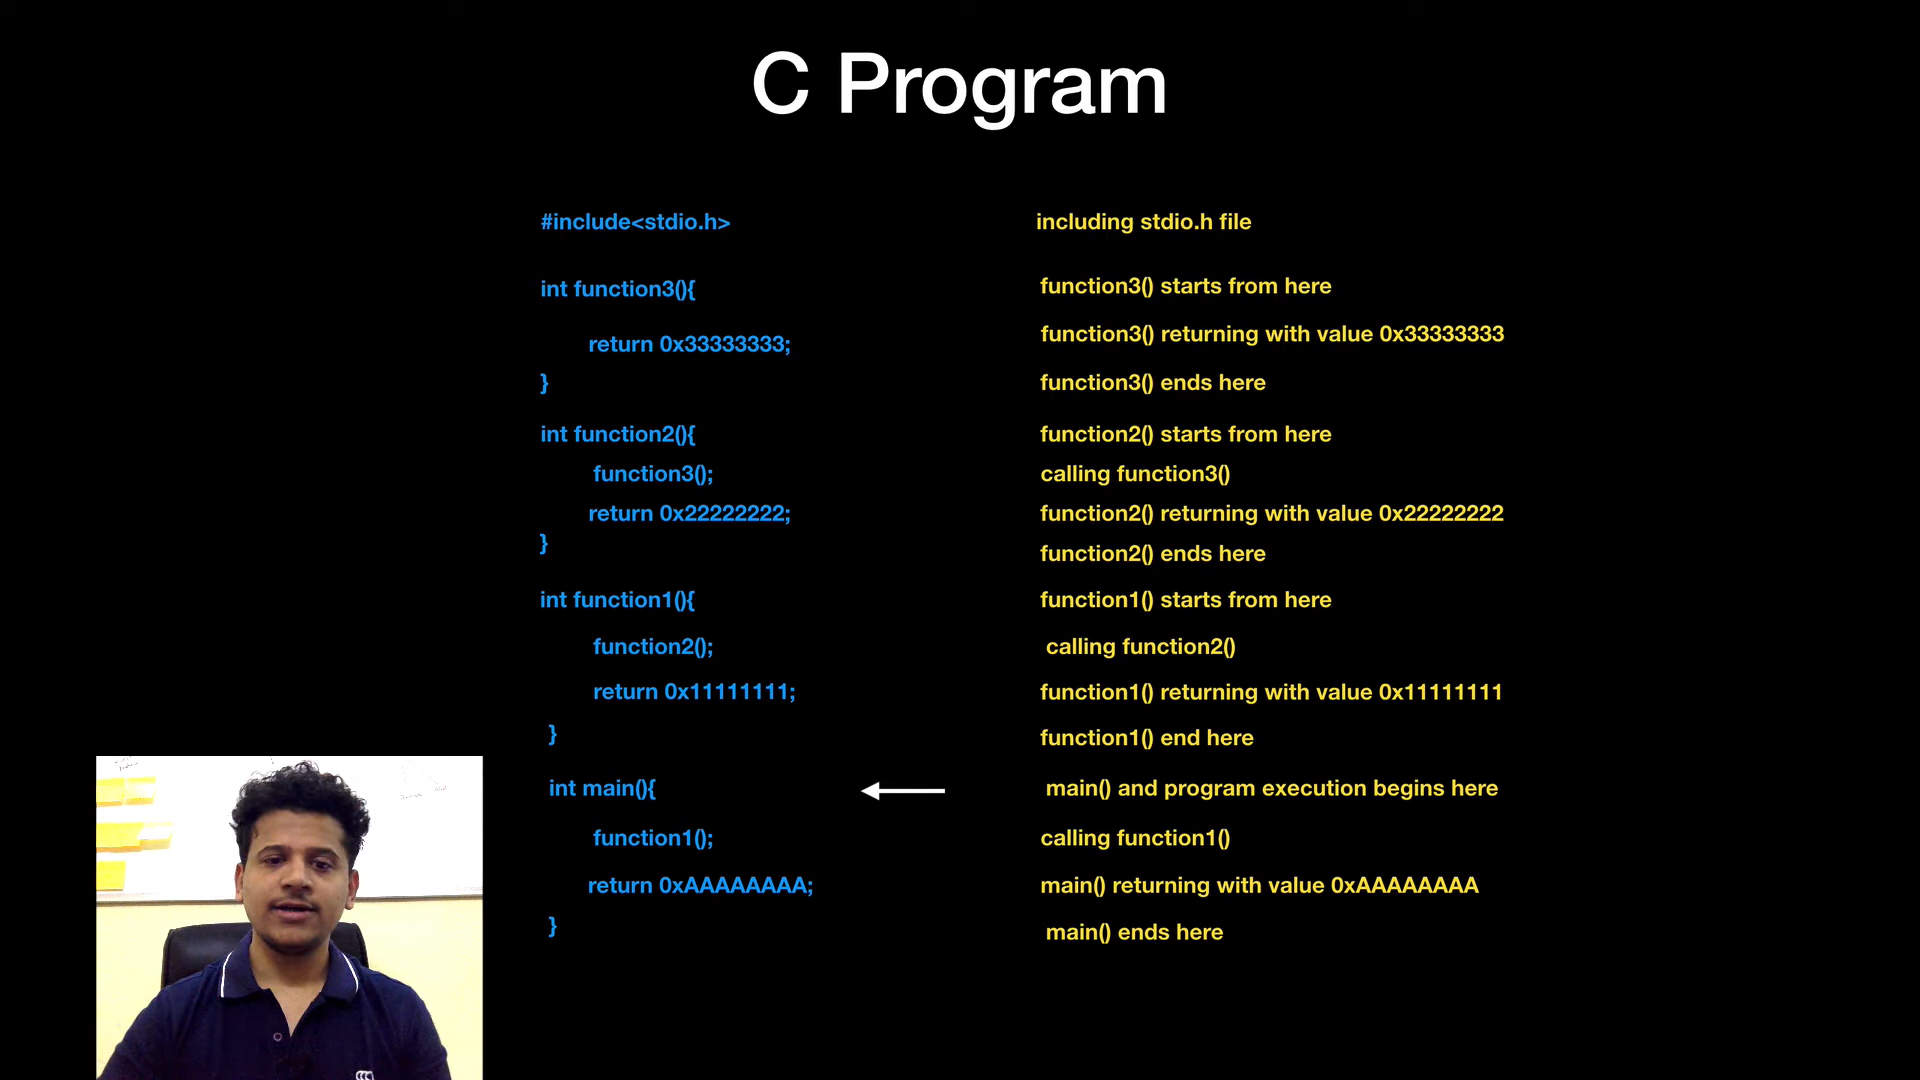 C Program
#include<stdio.h>
including stdio.h file
int function3(){
function3() starts from here
return 0x33333333;
function3() returning with value 0x33333333
}
function3() ends here
int function2(){
function2() starts from here
function3();
calling function3()
return 0x22222222;
function2() returning with value 0x22222222
}
function2() ends here
int function1(){
function1() starts from here
function2();
calling function2()
return 0x11111111;
function1() returning with value 0x11111111
}
function1() end here
int main(){
main() and program execution begins here
function1();
calling function1()
return 0xAAAAAAAA;
main() returning with value 0xAAAAAAAA
}
main() ends here